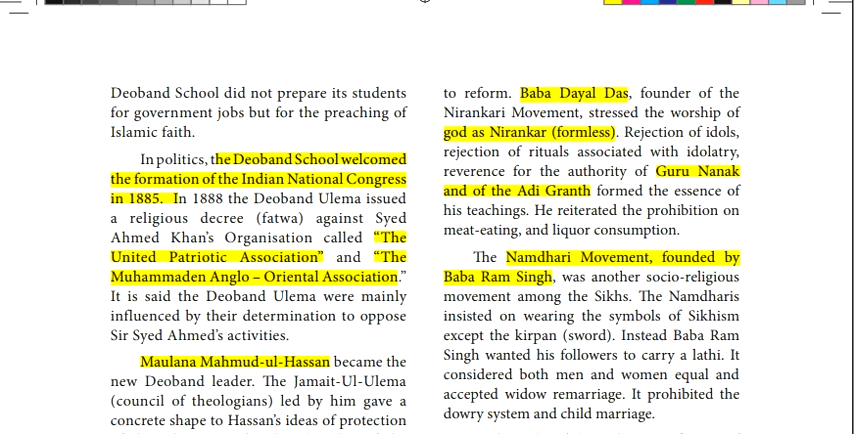 Deoband School did not prepare its students
for government jobs but for the preaching of
Islamic faith.
In politics, the Deoband School welcomed
the formation of the Indian National Congress
in 1885. In 1888 the Deoband Ulema issued
a religious decree (fatwa) against Syed
Ahmed Khan’s Organisation called “The
United Patriotic Association” and “The
Muhammaden Anglo – Oriental Association.”
It is said the Deoband Ulema were mainly
influenced by their determination to oppose
Sir Syed Ahmed’s activities.
Maulana Mahmud-ul-Hassan became the
new Deoband leader. The Jamait-Ul-Ulema
(council of theologians) led by him gave a
concrete shape to Hassan’s ideas of protection
to reform. Baba Dayal Das, founder of the
Nirankari Movement, stressed the worship of
god as Nirankar (formless). Rejection of idols,
rejection of rituals associated with idolatry,
reverence for the authority of Guru Nanak
and of the Adi Granth formed the essence of
his teachings. He reiterated the prohibition on
meat-eating, and liquor consumption.
The Namdhari Movement, founded by
Baba Ram Singh, was another socio-religious
movement among the Sikhs. The Namdharis
insisted on wearing the symbols of Sikhism
except the kirpan (sword). Instead Baba Ram
Singh wanted his followers to carry a lathi. It
considered both men and women equal and
accepted widow remarriage. It prohibited the
dowry system and child marriage.